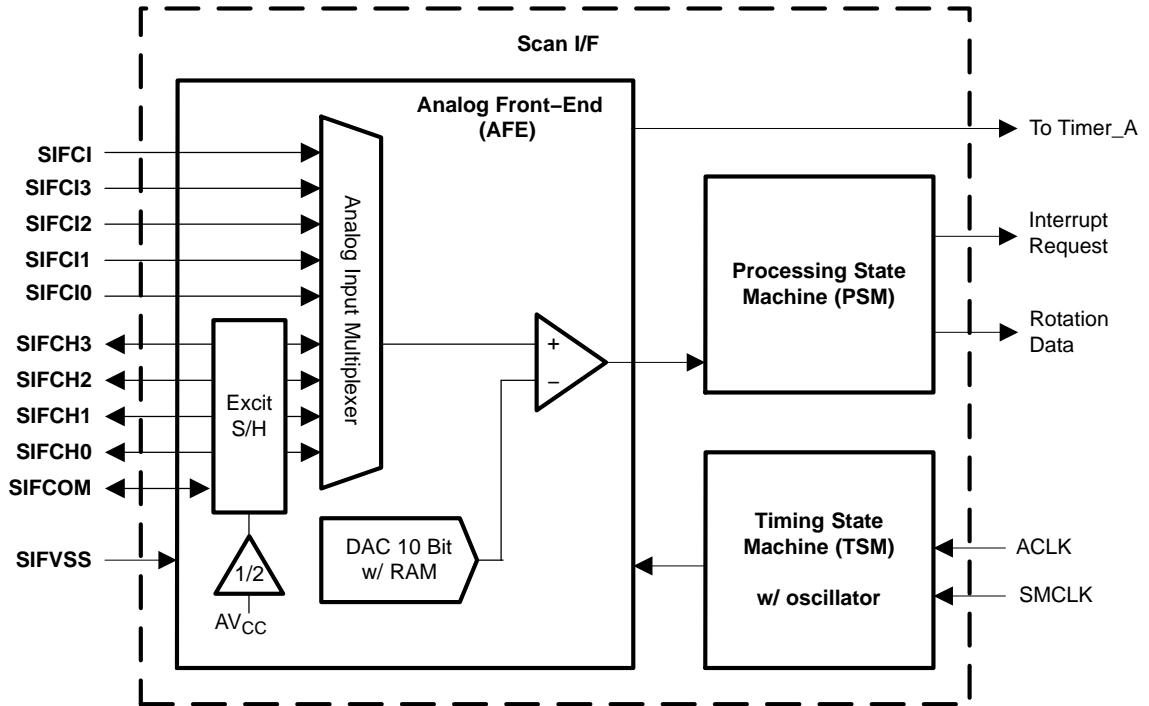 Scan I/F
Analog Front−End
(AFE)
To Timer_A
SIFCI
SIFCI3
SIFCI2
SIFCI1
SIFCI0
SIFCH3
SIFCH2
SIFCH1
SIFCH0
SIFCOM
SIFVSS
Analog Input Multiplexer
Excit
S/H
1/2
AVCC
+
−
DAC 10 Bit
w/ RAM
Processing State
Machine (PSM)
Interrupt
Request
Rotation
Data
Timing State
Machine (TSM)
w/ oscillator
ACLK
SMCLK